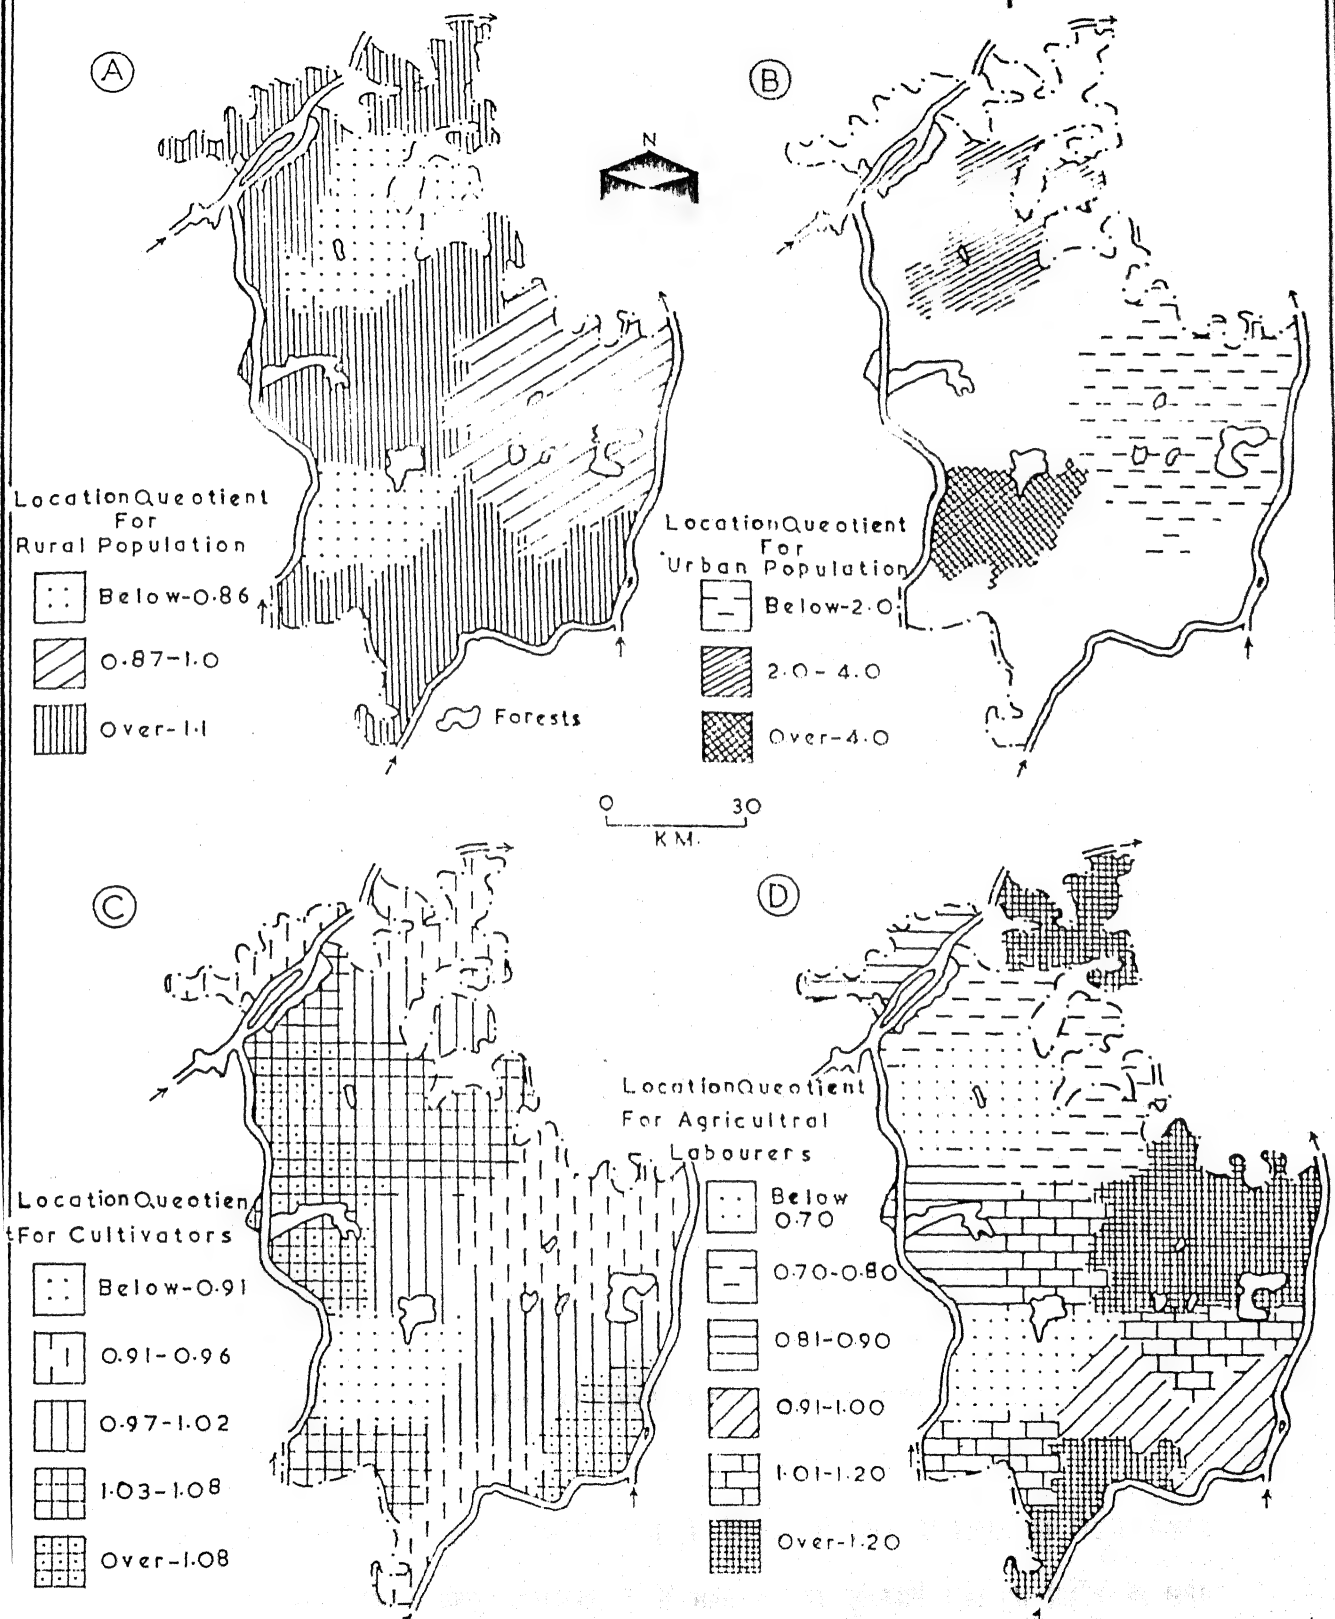 A
B
N
Location Queotient
For
Rural Population
Below-0.86
0.87-1.0
Over-1.1
Forests
Location Queotient
For
Urban Population
Below-2.0
2.0-4.0
Over-4.0
0 30
KM.
C
D
Location Queotien
tFor Cultivators
Below-0.91
0.91-0.96
0.97-1.02
1.03-1.08
Over-1.08
Location Queotient
For Agricultral
Labourers
Below
0.70
0.70-0.80
0.81-0.90
0.91-1.00
1.01-1.20
Over-1.20